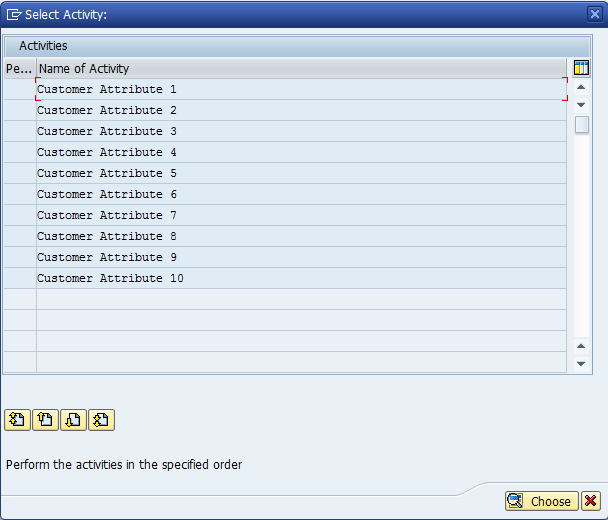 Select Activity:
Activities
Pe... Name of Activity
Customer Attribute 1
Customer Attribute 2
Customer Attribute 3
Customer Attribute 4
Customer Attribute 5
Customer Attribute 6
Customer Attribute 7
Customer Attribute 8
Customer Attribute 9
Customer Attribute 10
Perform the activities in the specified order
Choose